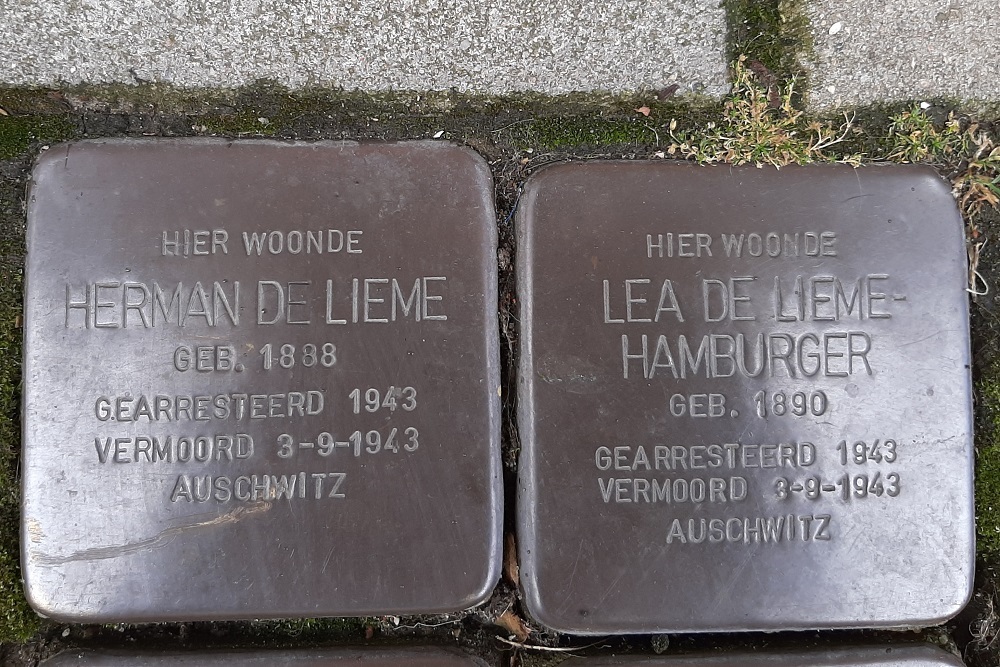 HIER WOONDE
HERMAN DE LIEME
GEB. 1888
GEARRESTEERD 1943
VERMOORD 3-9-1943
AUSCHWITZ
HIER WOONDE
LEA DE LIEME-
HAMBURGER
GEB. 1890
GEARRESTEERD 1943
VERMOORD 3-9-1943
AUSCHWITZ